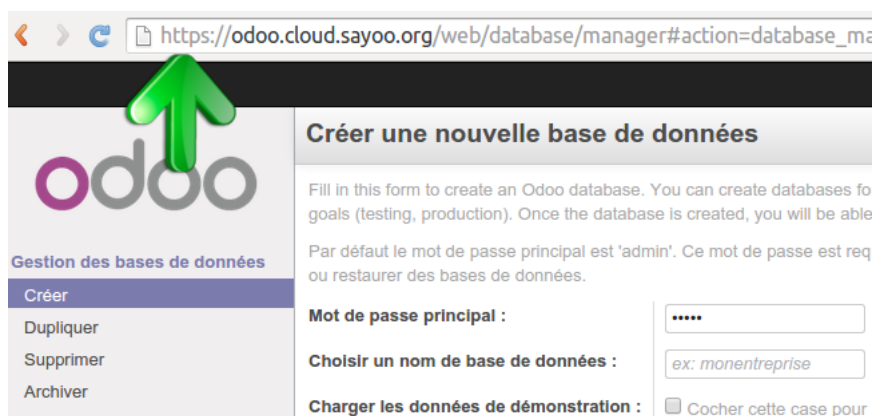 https://odoo.cloud.sayoo.org/web/database/manager#action=database_ma
odoo
Créer une nouvelle base de données
Fill in this form to create an Odoo database. You can create databases fo
goals (testing, production). Once the database is created, you will be able
Par défaut le mot de passe principal est 'admin'. Ce mot de passe est req
ou restaurer des bases de données.
Gestion des bases de données
Créer
Dupliquer
Supprimer
Archiver
Mot de passe principal : •••••
Choisir un nom de base de données : ex: monentreprise
Charger les données de démonstration : Cocher cette case pour